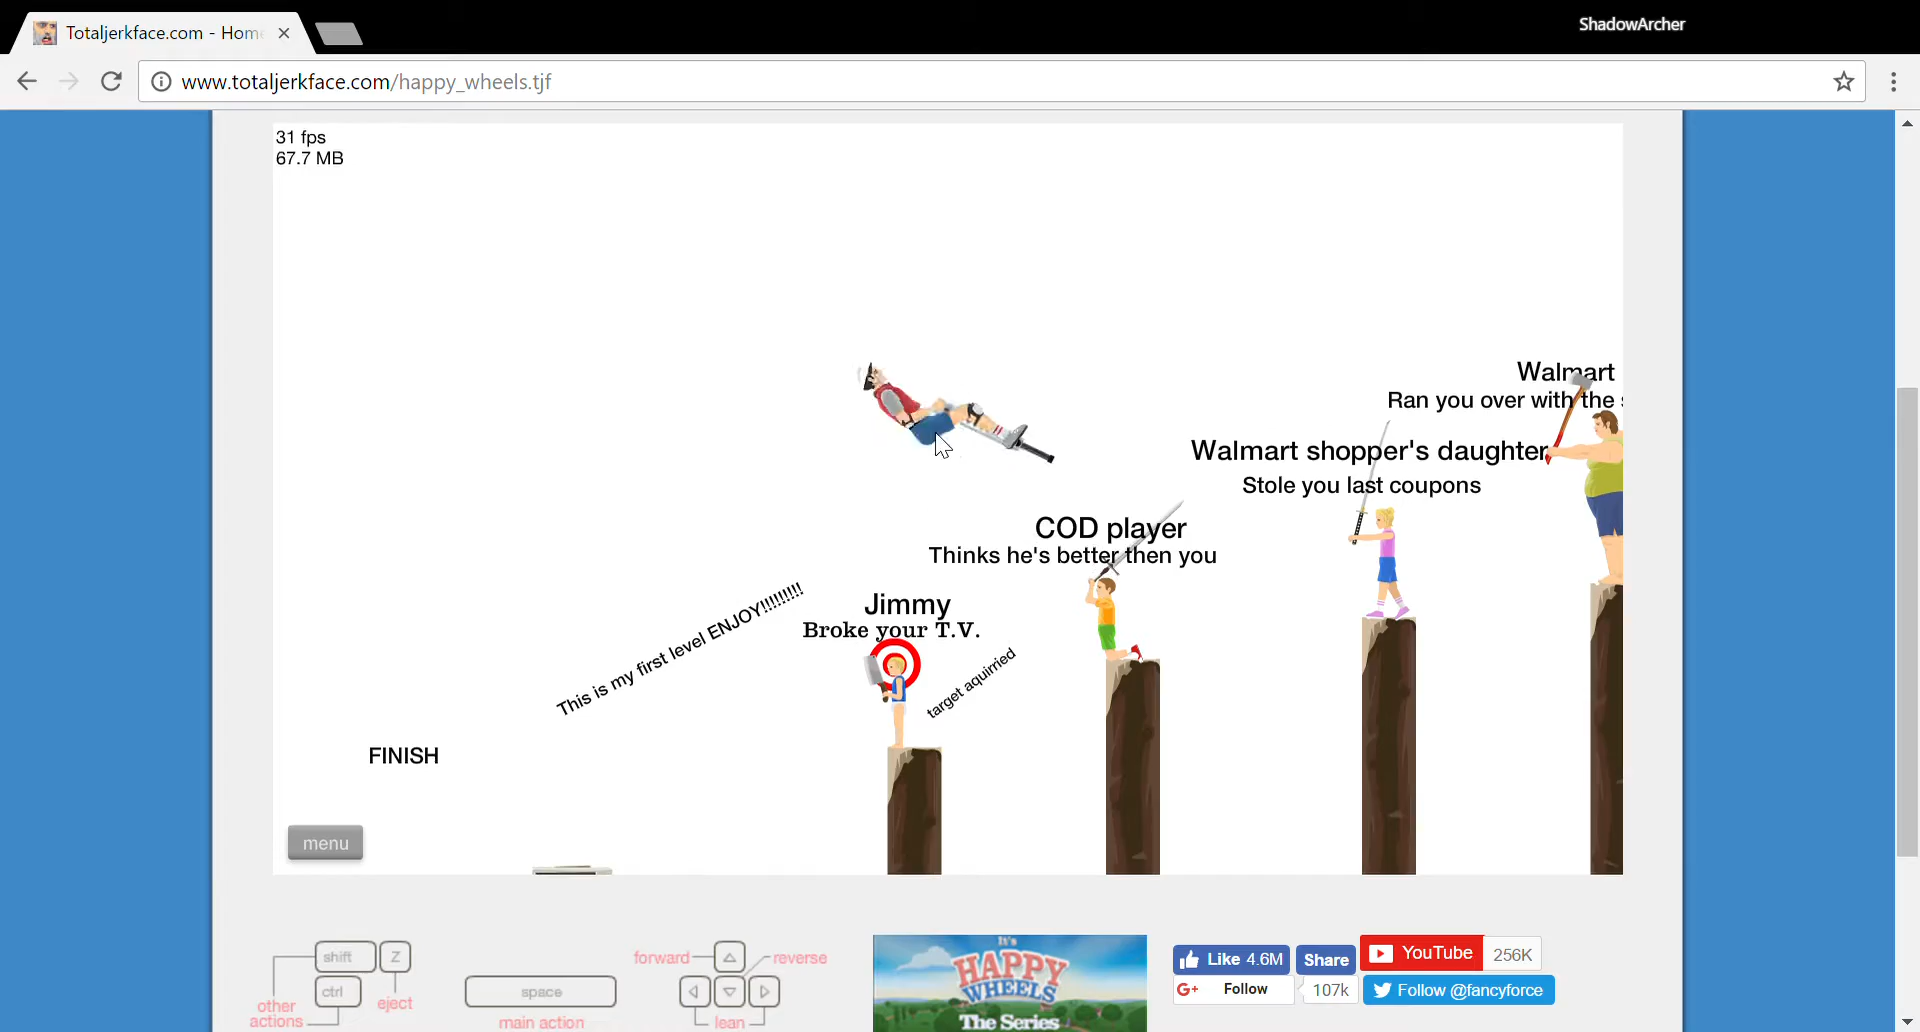 Totaljerkface.com - Home
ShadowArcher
www.totaljerkface.com/happy_wheels.tjf
31 fps
67.7 MB
Walmart
Ran you over with the
Walmart shopper's daughter
Stole you last coupons
COD player
Thinks he's better then you
Jimmy
Broke your T.V.
This is my first level ENJOY!!!!!!!!!
target aquirried
FINISH
menu
shift
Z
ctrl
other
actions
eject
space
main action
forward
reverse
lean
It's
HAPPY
WHEELS
The Series
Like 4.6M
Share
YouTube
256K
G+ Follow
107k
Follow @fancyforce